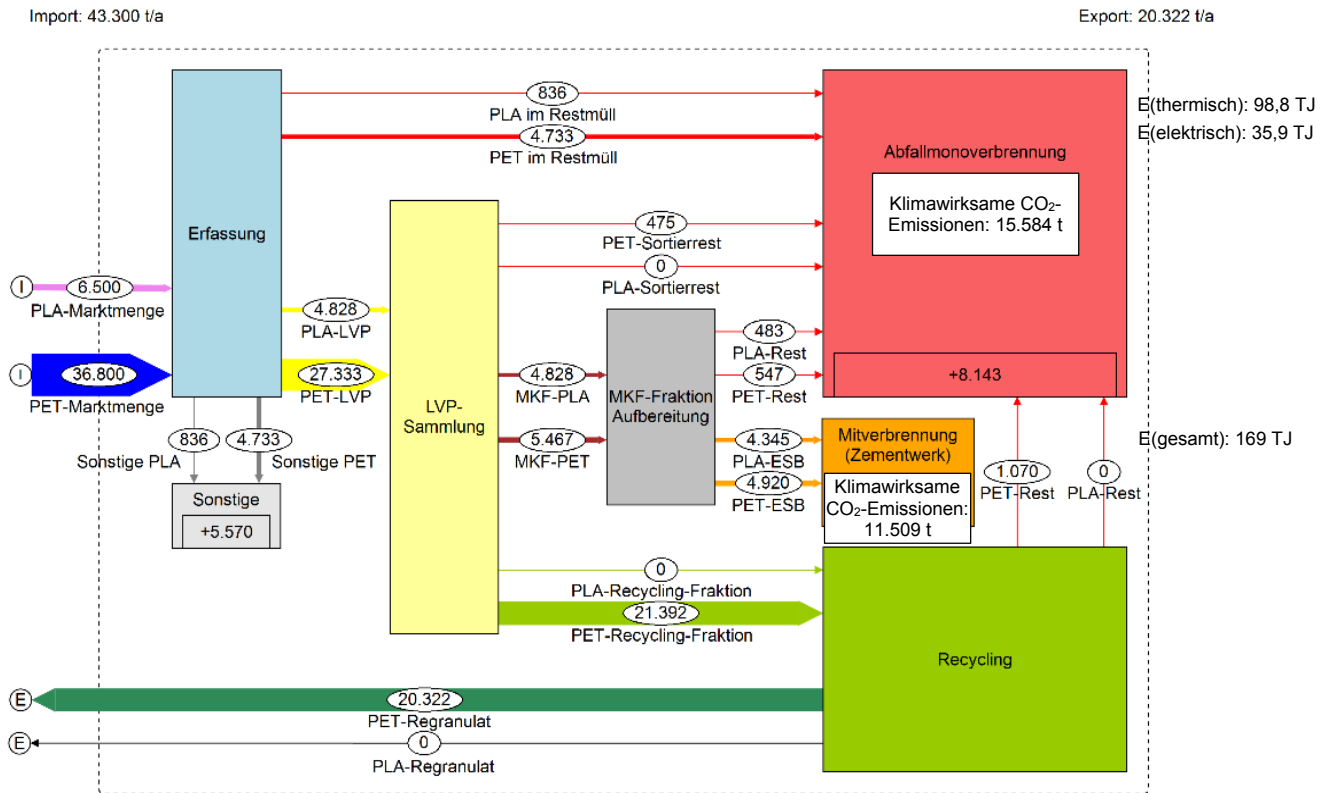 Import: 43.300 t/a
Export: 20.322 t/a
836
PLA im Restmüll
4.733
PET im Restmüll
E(thermisch): 98,8 TJ
E(elektrisch): 35,9 TJ
Abfallmonoverbrennung
Klimawirksame CO₂-
Emissionen: 15.584 t
+8.143
Erfassung
475
PET-Sortierrest
0
PLA-Sortierrest
I
6.500
PLA-Marktmenge
I
36.800
PET-Marktmenge
4.828
PLA-LVP
27.333
PET-LVP
LVP-
Sammlung
4.828
MKF-PLA
5.467
MKF-PET
MKF-Fraktion
Aufbereitung
483
PLA-Rest
547
PET-Rest
4.345
PLA-ESB
4.920
PET-ESB
Mitverbrennung
(Zementwerk)
Klimawirksame
CO₂-Emissionen:
11.509 t
E(gesamt): 169 TJ
1.070
PET-Rest
0
PLA-Rest
836
Sonstige PLA
4.733
Sonstige PET
Sonstige
+5.570
0
PLA-Recycling-Fraktion
21.392
PET-Recycling-Fraktion
Recycling
E
20.322
PET-Regranulat
E
0
PLA-Regranulat